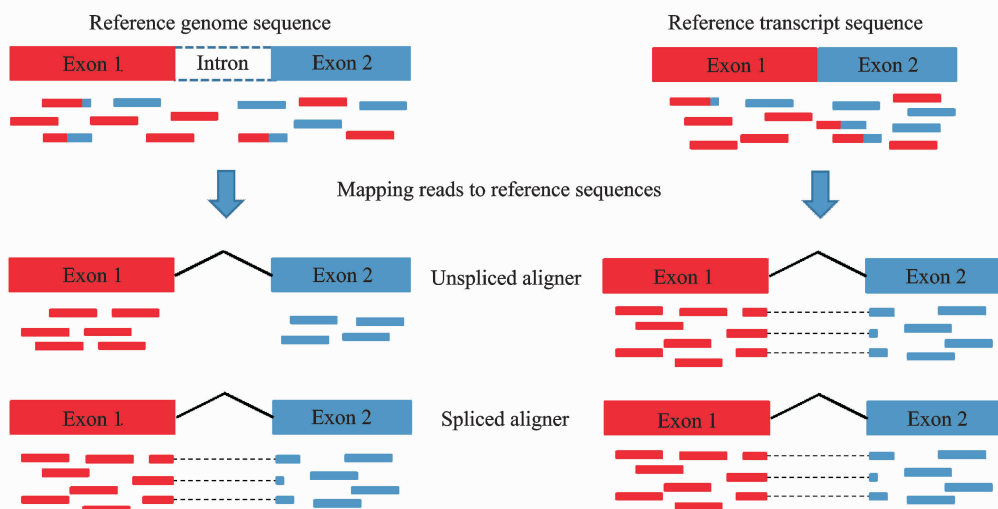 Reference genome sequence
Reference transcript sequence
Exon 1 Intron Exon 2
Exon 1 Exon 2
Mapping reads to reference sequences
Exon 1 Exon 2 Unspliced aligner Exon 1 Exon 2
Exon 1 Exon 2 Spliced aligner Exon 1 Exon 2